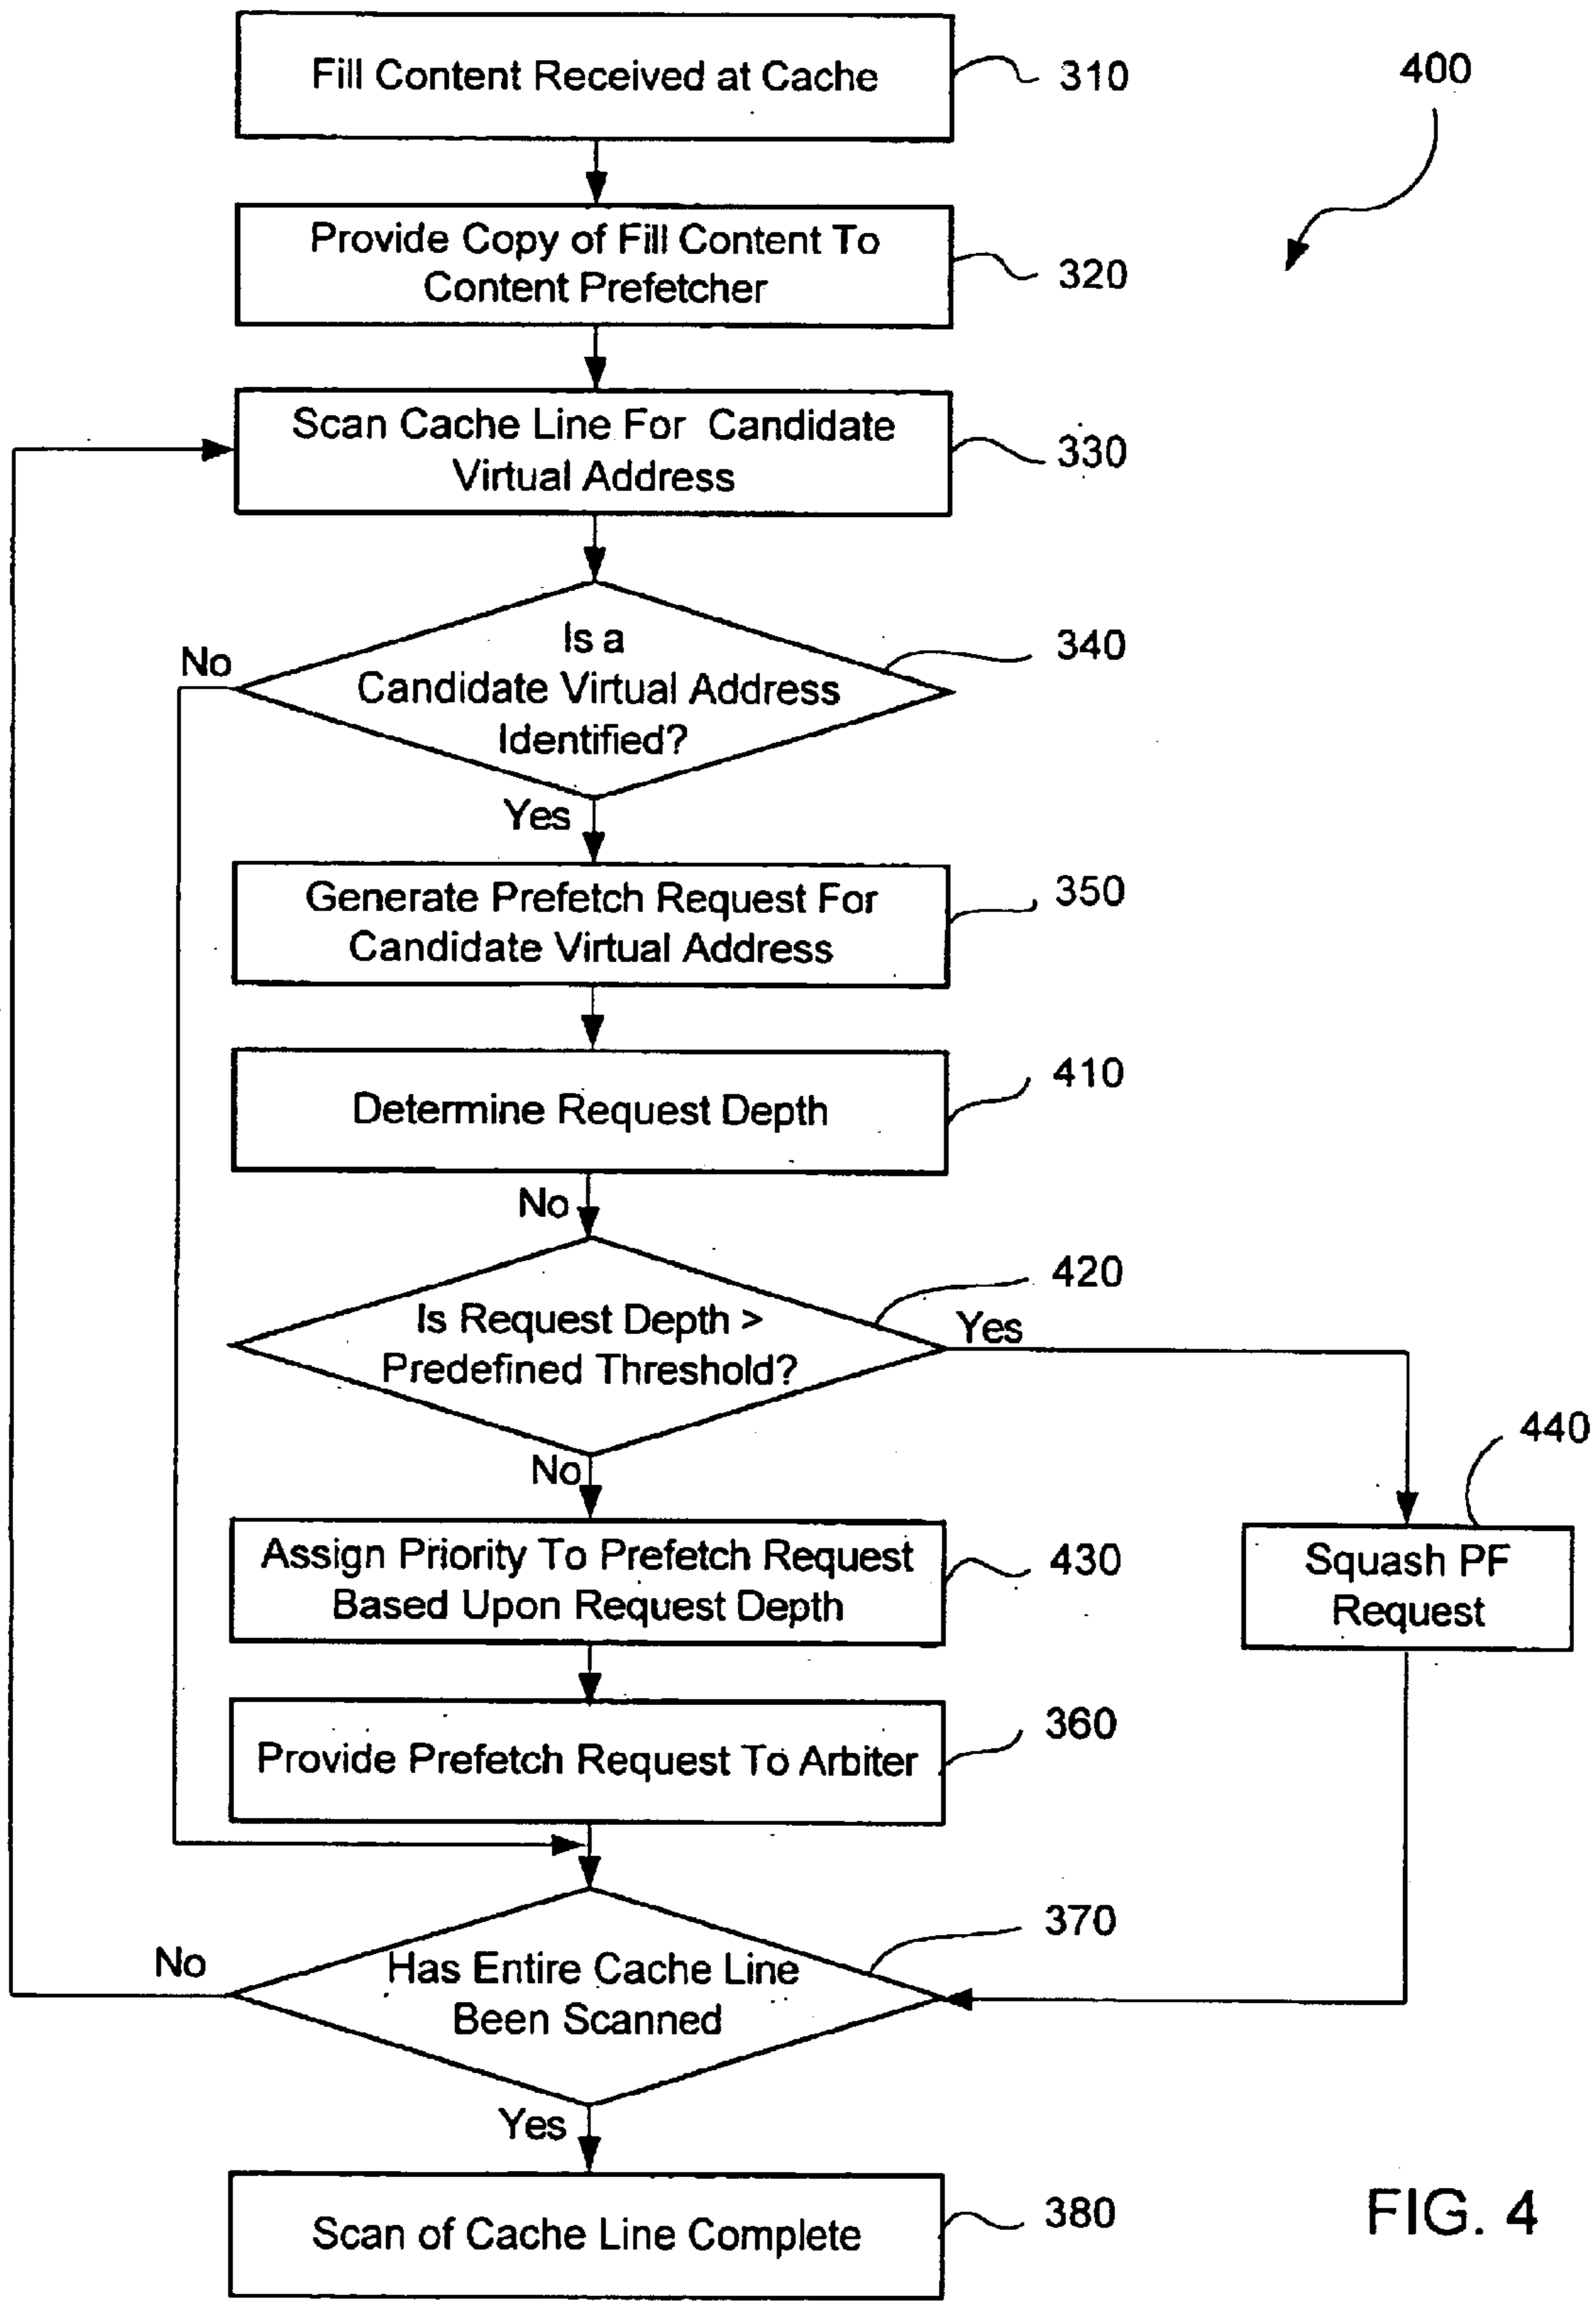 Fill Content Received at Cache
310
400
Provide Copy of Fill Content To
Content Prefetcher
320
Scan Cache Line For Candidate
Virtual Address
330
Is a
Candidate Virtual Address
Identified?
340
No
Yes
Generate Prefetch Request For
Candidate Virtual Address
350
Determine Request Depth
410
No
Is Request Depth >
Predefined Threshold?
420
Yes
No
Assign Priority To Prefetch Request
Based Upon Request Depth
430
Squash PF
Request
440
Provide Prefetch Request To Arbiter
360
Has Entire Cache Line
Been Scanned
370
No
Yes
Scan of Cache Line Complete
380
FIG. 4